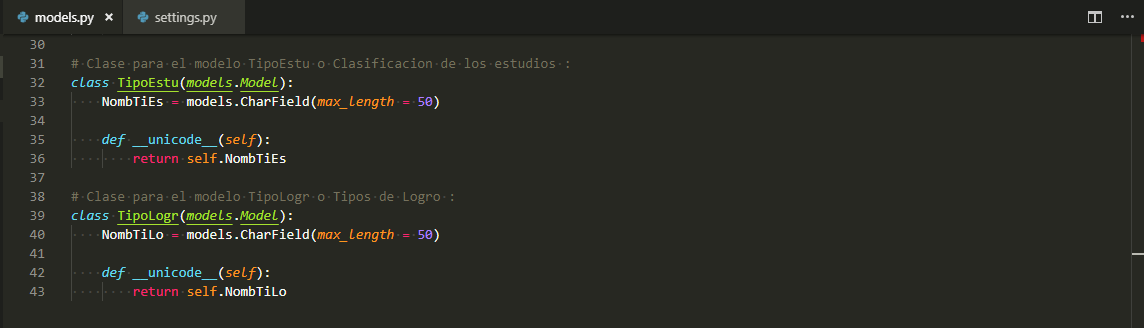 models.py × settings.py
30
31 # Clase para el modelo TipoEstu o Clasificacion de los estudios :
32 class TipoEstu(models.Model):
33     NombTiEs = models.CharField(max_length = 50)
34
35     def __unicode__(self):
36         return self.NombTiEs
37
38 # Clase para el modelo TipoLogr o Tipos de Logro :
39 class TipoLogr(models.Model):
40     NombTiLo = models.CharField(max_length = 50)
41
42     def __unicode__(self):
43         return self.NombTiLo